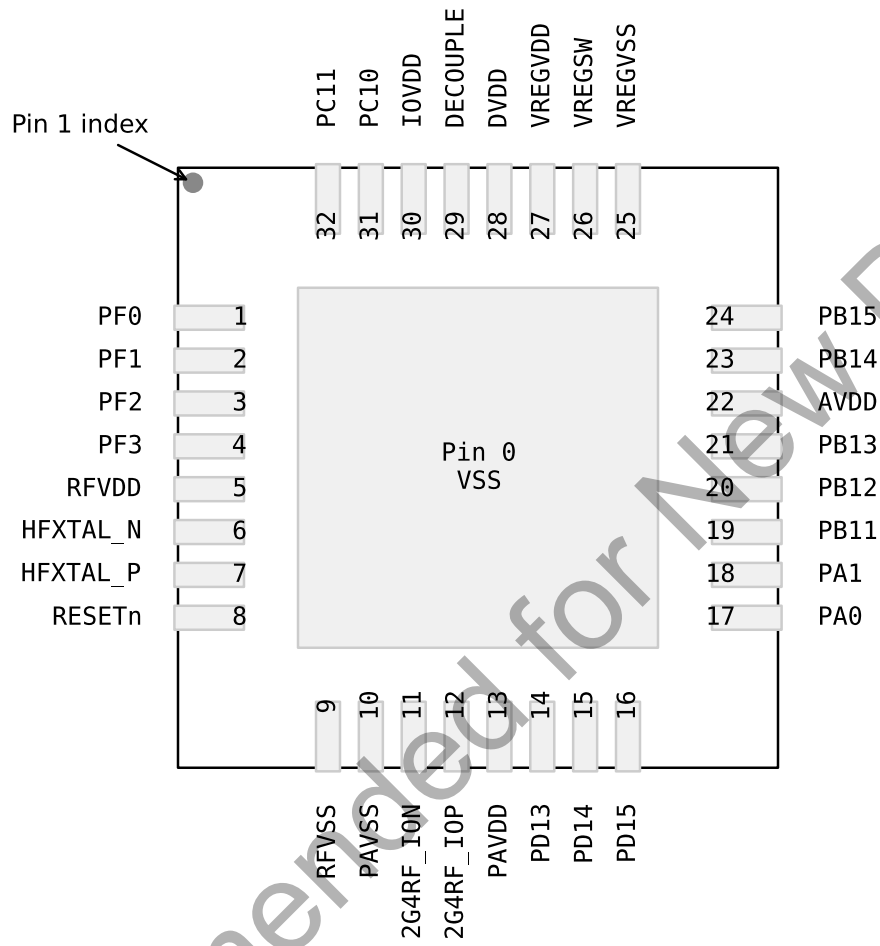 PC11
PC10
IOVDD
DECOUPLE
DVDD
VREGVDD
VREGSW
VREGVSS
Pin 1 index
32
31
30
29
28
27
26
25
PF0 1
PF1 2
PF2 3
PF3 4
RFVDD 5
HFXTAL_N 6
HFXTAL_P 7
RESETn 8
Pin 0
VSS
24 PB15
23 PB14
22 AVDD
21 PB13
20 PB12
19 PB11
18 PA1
17 PA0
9
10
11
12
13
14
15
16
RFVSS
PAVSS
2G4RF_ION
2G4RF_IOP
PAVDD
PD13
PD14
PD15
for New